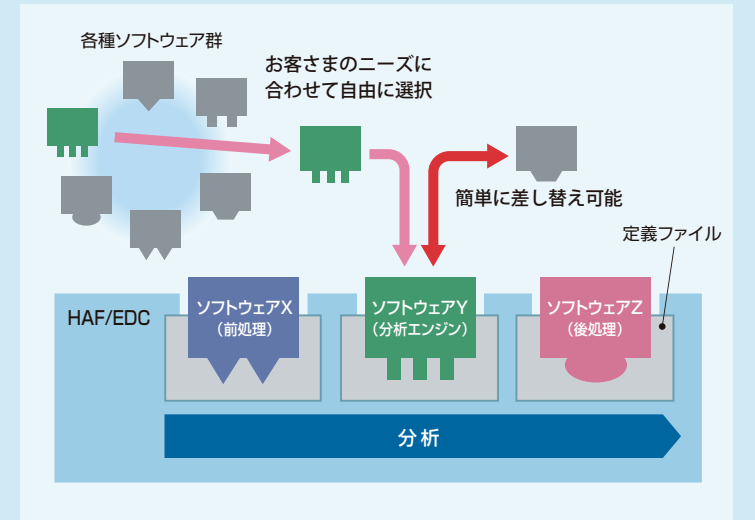 各種ソフトウェア群
お客さまのニーズに
合わせて自由に選択
簡単に差し替え可能
定義ファイル
HAF/EDC
ソフトウェアX
（前処理）
ソフトウェアY
（分析エンジン）
ソフトウェアZ
（後処理）
分析